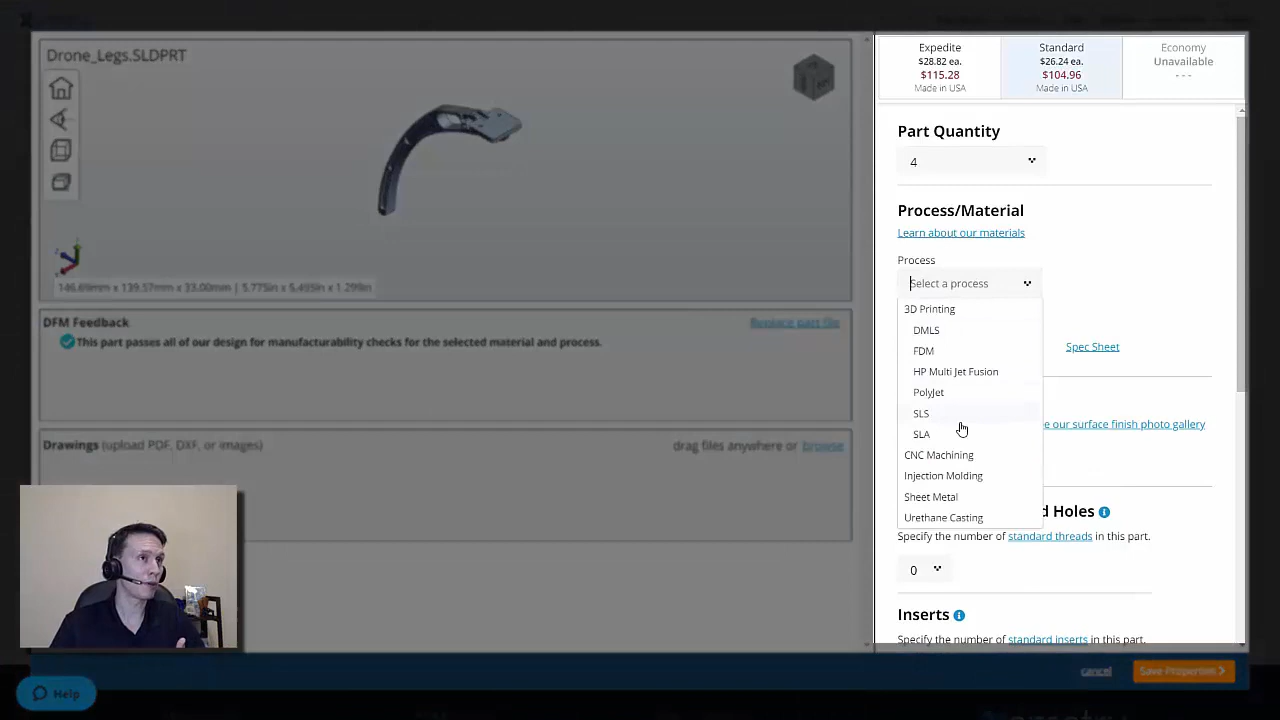 Drone_Legs.SLDPRT
146.69mm x 139.57mm x 33.00mm | 5.775in x 5.495in x 1.299in
DFM Feedback
Replace part file
This part passes all of our design for manufacturability checks for the selected material and process.
Drawings (upload PDF, DXF, or images)
drag files anywhere or browse
Expedite
$28.82 ea.
$115.28
Made in USA
Standard
$26.24 ea.
$104.96
Made in USA
Economy
Unavailable
- - -
Part Quantity
4
Process/Material
Learn about our materials
Process
Select a process
3D Printing
DMLS
FDM
HP Multi Jet Fusion
PolyJet
SLS
SLA
CNC Machining
Injection Molding
Sheet Metal
Urethane Casting
Spec Sheet
our surface finish photo gallery
Holes
Specify the number of standard threads in this part.
0
Inserts
Specify the number of standard inserts in this part.
cancel
Save Properties
Help